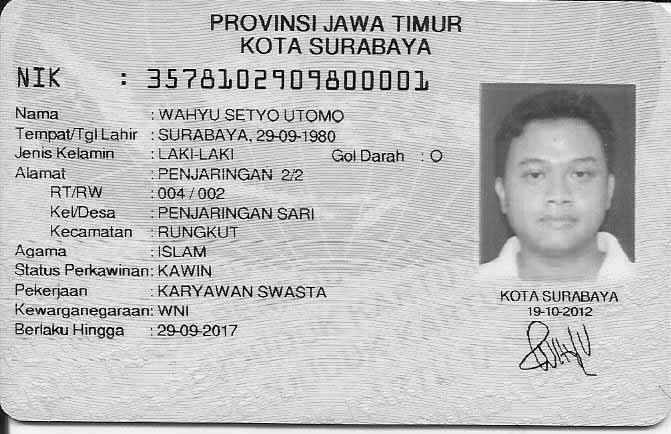 PROVINSI JAWA TIMUR
KOTA SURABAYA
NIK : 3578102909800001
Nama : WAHYU SETYO UTOMO
Tempat/Tgl Lahir : SURABAYA, 29-09-1980
Jenis Kelamin : LAKI-LAKI Gol Darah : O
Alamat : PENJARINGAN 2/2
RT/RW : 004 / 002
Kel/Desa : PENJARINGAN SARI
Kecamatan : RUNGKUT
Agama : ISLAM
Status Perkawinan: KAWIN
Pekerjaan : KARYAWAN SWASTA
Kewarganegaraan: WNI
Berlaku Hingga : 29-09-2017
KOTA SURABAYA
19-10-2012